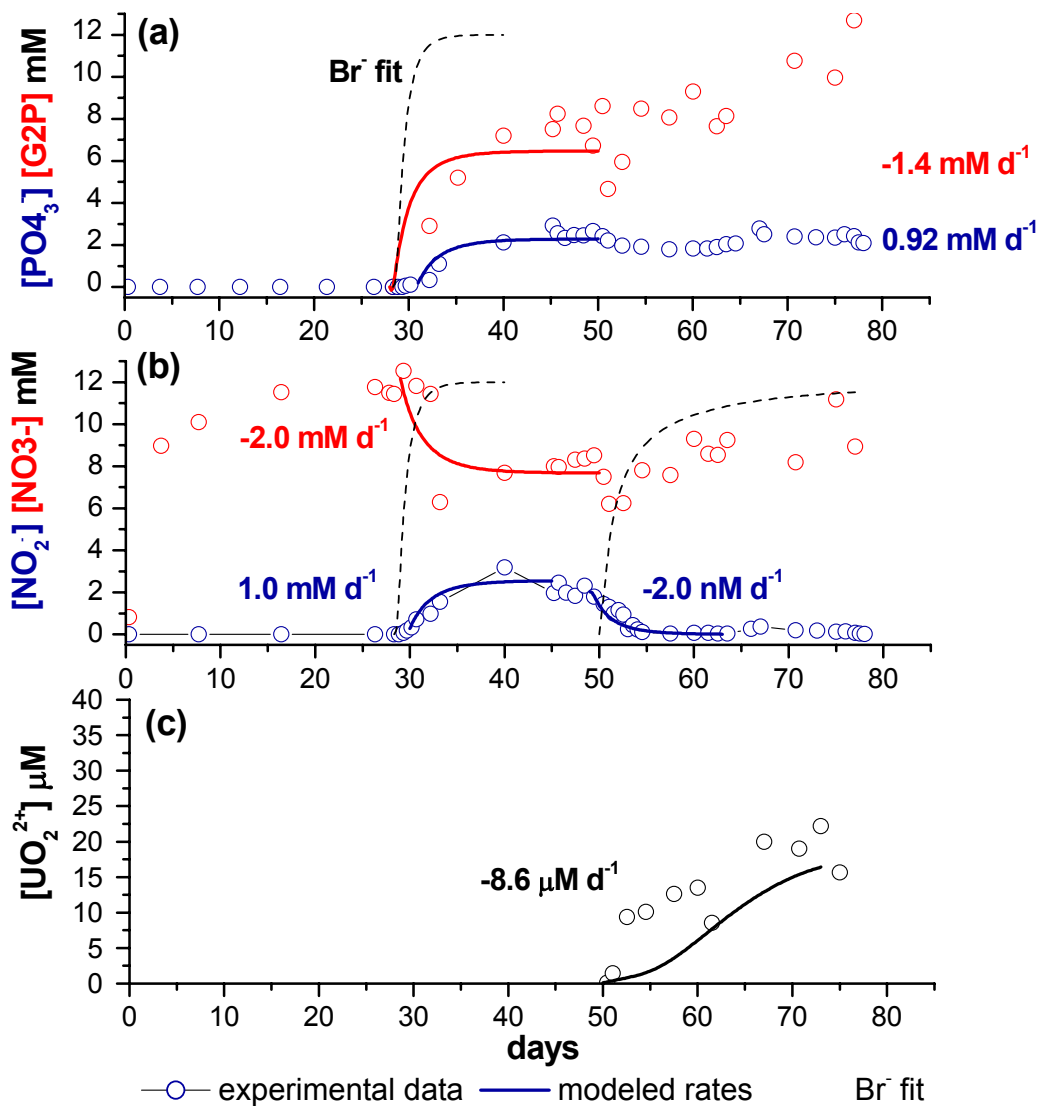 (a)
Br⁻ fit
[PO4₃⁻] [G2P] mM
12
10
8
6
4
2
0
-1.4 mM d⁻¹
0.92 mM d⁻¹
0 10 20 30 40 50 60 70 80
(b)
[NO₂⁻] [NO3-] mM
12
10
8
6
4
2
0
-2.0 mM d⁻¹
1.0 mM d⁻¹
-2.0 nM d⁻¹
0 10 20 30 40 50 60 70 80
(c)
[UO₂²⁺] μM
40
35
30
25
20
15
10
5
0
-8.6 μM d⁻¹
0 10 20 30 40 50 60 70 80
days
experimental data modeled rates Br⁻ fit